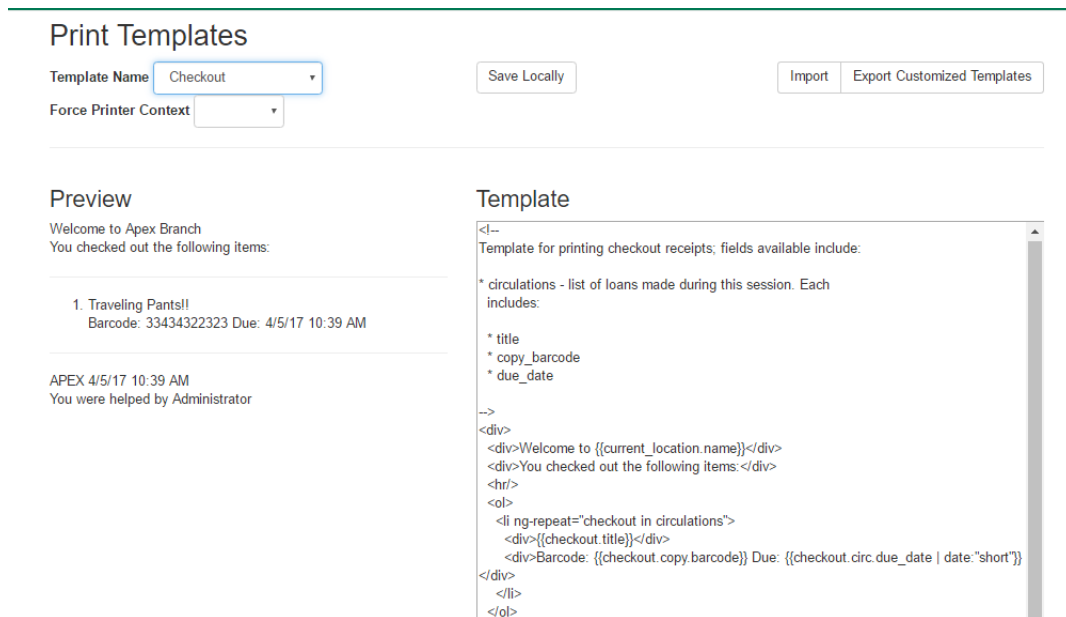 Print Templates
Template Name Checkout Save Locally Import Export Customized Templates
Force Printer Context
Preview
Welcome to Apex Branch
You checked out the following items:
1. Traveling Pants!!
Barcode: 33434322323 Due: 4/5/17 10:39 AM
APEX 4/5/17 10:39 AM
You were helped by Administrator
Template
<!--
Template for printing checkout receipts; fields available include:
* circulations - list of loans made during this session. Each
includes:
* title
* copy_barcode
* due_date
-->
<div>
<div>Welcome to {{current_location.name}}</div>
<div>You checked out the following items:</div>
<hr/>
<ol>
<li ng-repeat="checkout in circulations">
<div>{{checkout.title}}</div>
<div>Barcode: {{checkout.copy.barcode}} Due: {{checkout.circ.due_date | date:"short"}}
</div>
</li>
</ol>